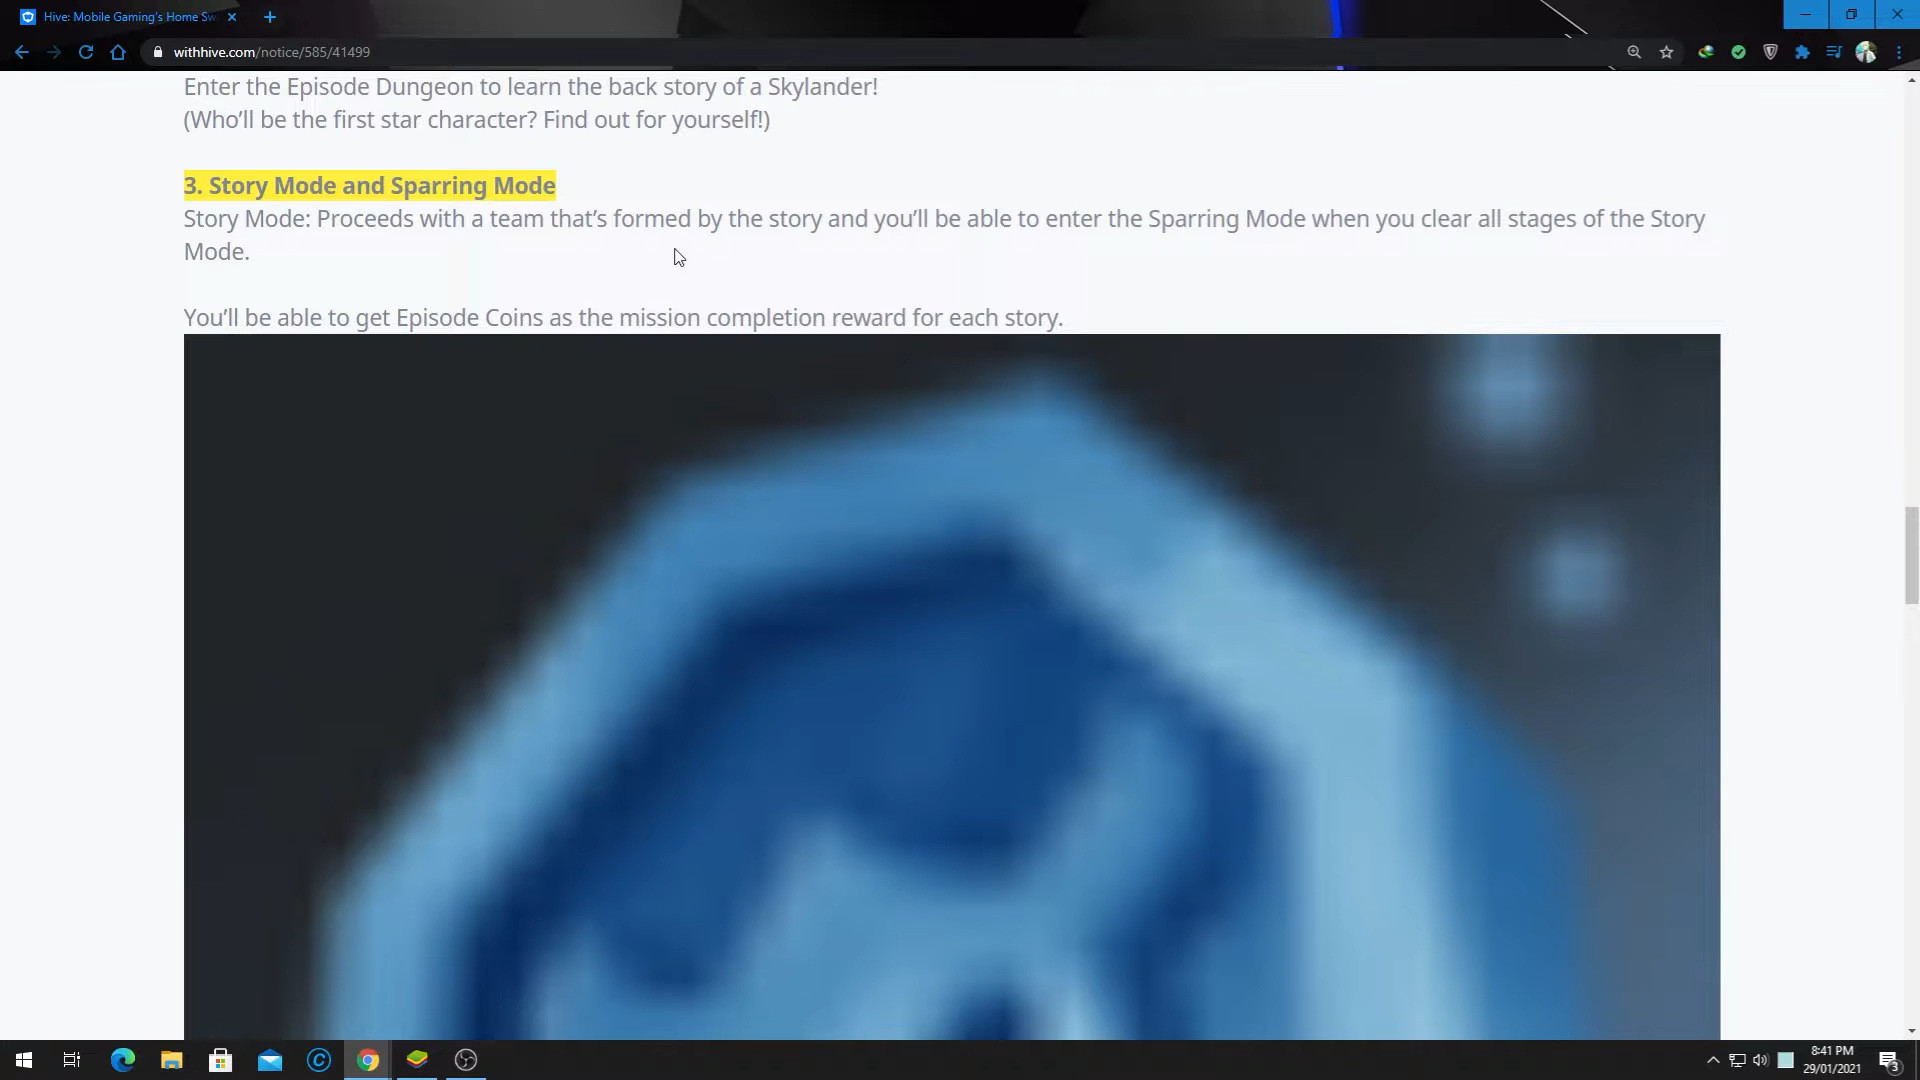 Hive: Mobile Gaming's Home Sw
withhive.com/notice/585/41499
Enter the Episode Dungeon to learn the back story of a Skylander!
(Who'll be the first star character? Find out for yourself!)
3. Story Mode and Sparring Mode
Story Mode: Proceeds with a team that's formed by the story and you'll be able to enter the Sparring Mode when you clear all stages of the Story
Mode.
You'll be able to get Episode Coins as the mission completion reward for each story.
8:41 PM
29/01/2021
3